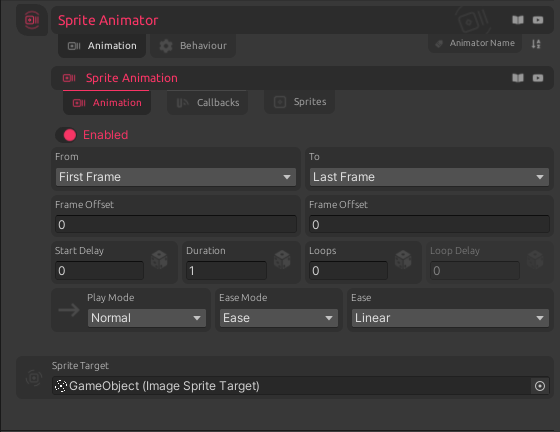 Sprite Animator
Animation Behaviour Animator Name
Sprite Animation
Animation Callbacks Sprites
Enabled
From To
First Frame Last Frame
Frame Offset Frame Offset
0 0
Start Delay Duration Loops Loop Delay
0 1 0 0
Play Mode Ease Mode Ease
Normal Ease Linear
Sprite Target
GameObject (Image Sprite Target)